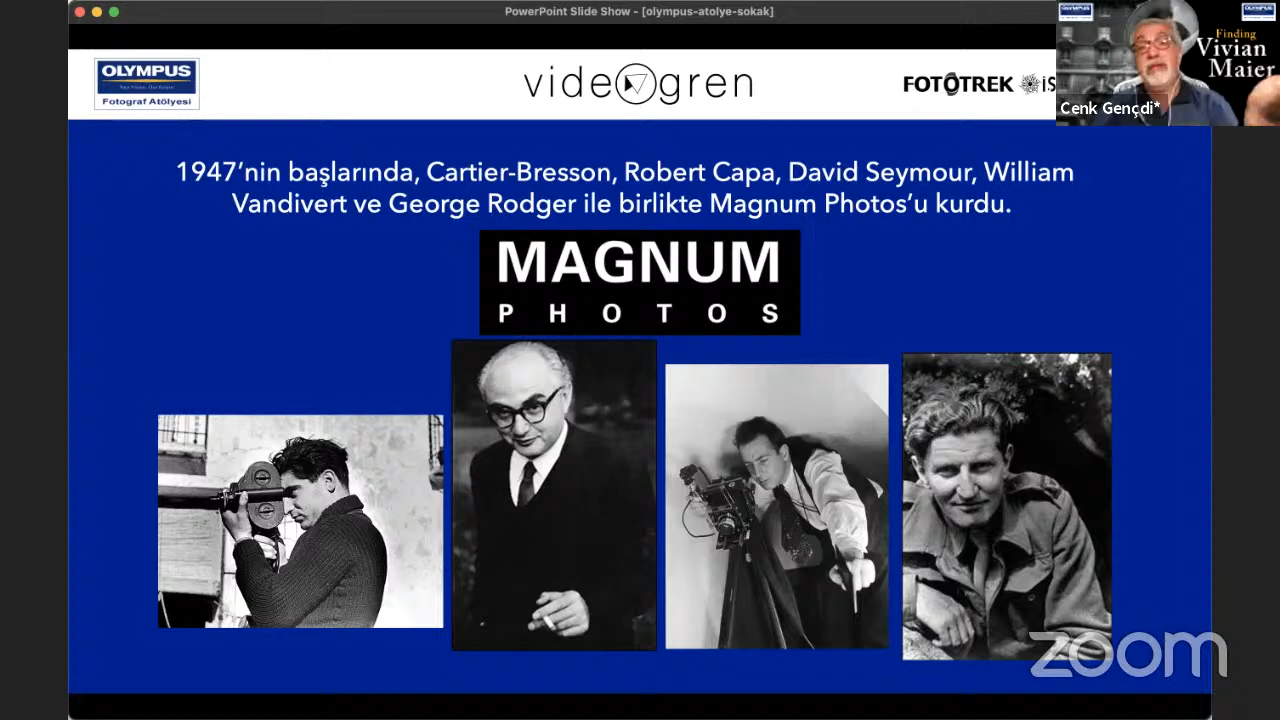 PowerPoint Slide Show - [olympus-atolye-sokak]
OLYMPUS
Fotograf Atölyesi
videogren
FOTOTREK
Finding
Vivian
Maier
Cenk Gençdi*
1947’nin başlarında, Cartier-Bresson, Robert Capa, David Seymour, William
Vandivert ve George Rodger ile birlikte Magnum Photos’u kurdu.
MAGNUM
PHOTOS
zoom